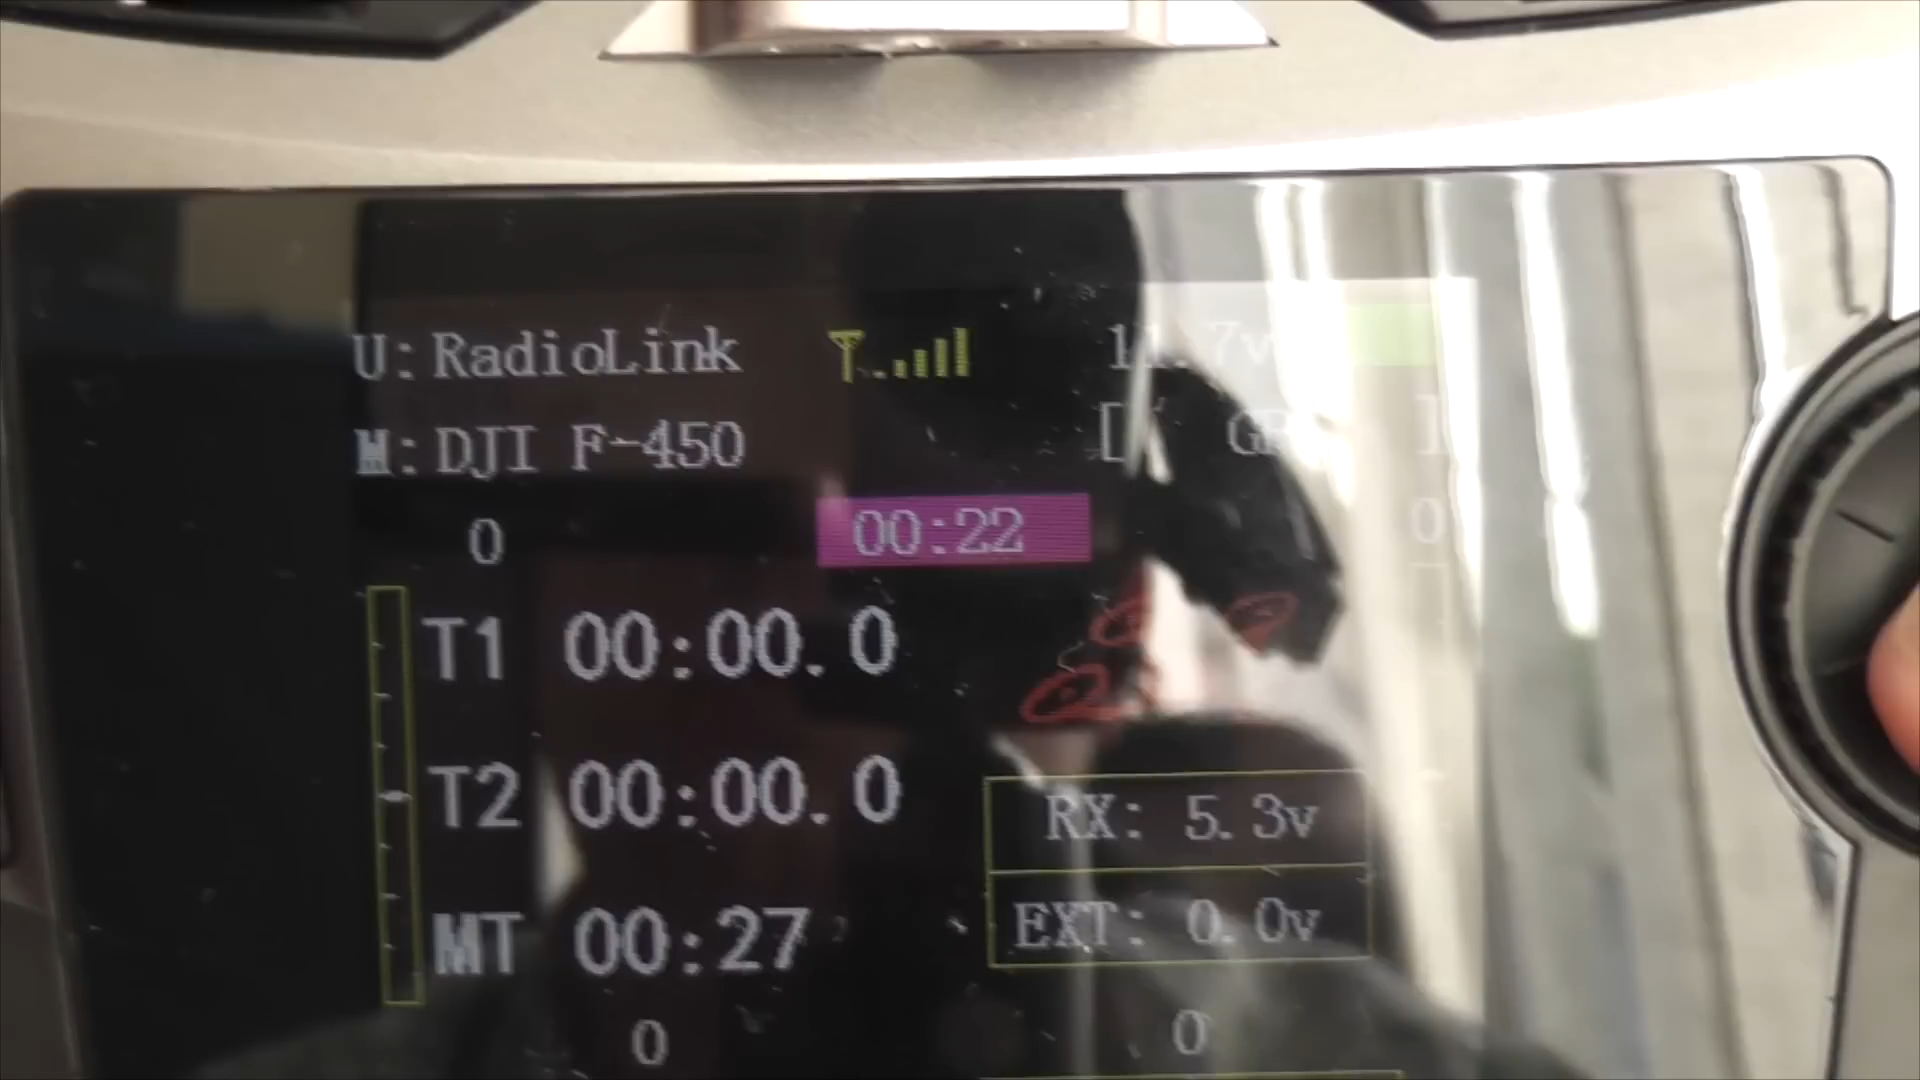 U: RadioLink
M: DJI F-450
0
00:22
0
T1 00:00.0
T2 00:00.0
RX: 5.3v
EXT: 0.0v
MT 00:27
0
0